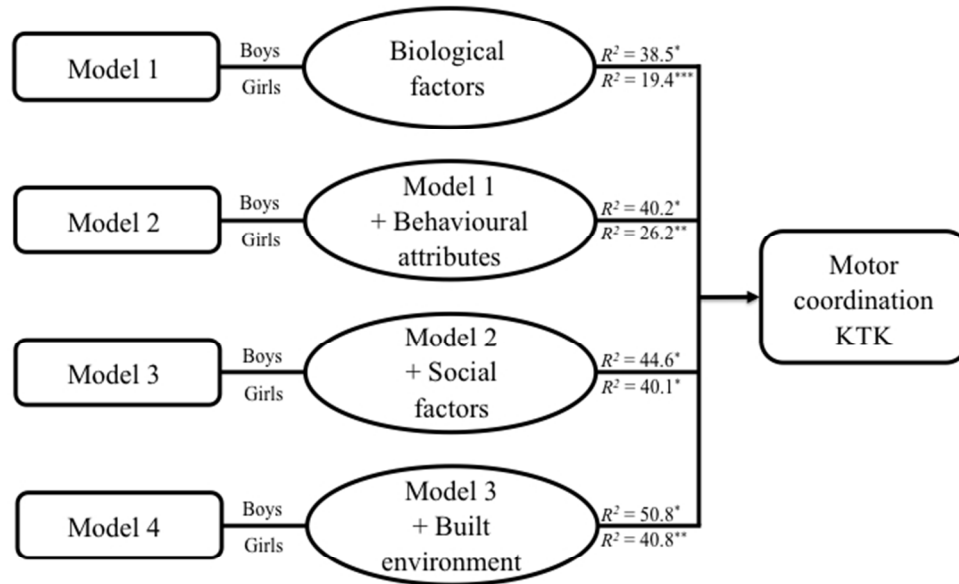 Model 1
Boys
Girls
Biological
factors
R² = 38.5*
R² = 19.4***
Model 2
Boys
Girls
Model 1
+ Behavioural
attributes
R² = 40.2*
R² = 26.2**
Motor
coordination
KTK
Model 3
Boys
Girls
Model 2
+ Social
factors
R² = 44.6*
R² = 40.1*
Model 4
Boys
Girls
Model 3
+ Built
environment
R² = 50.8*
R² = 40.8**